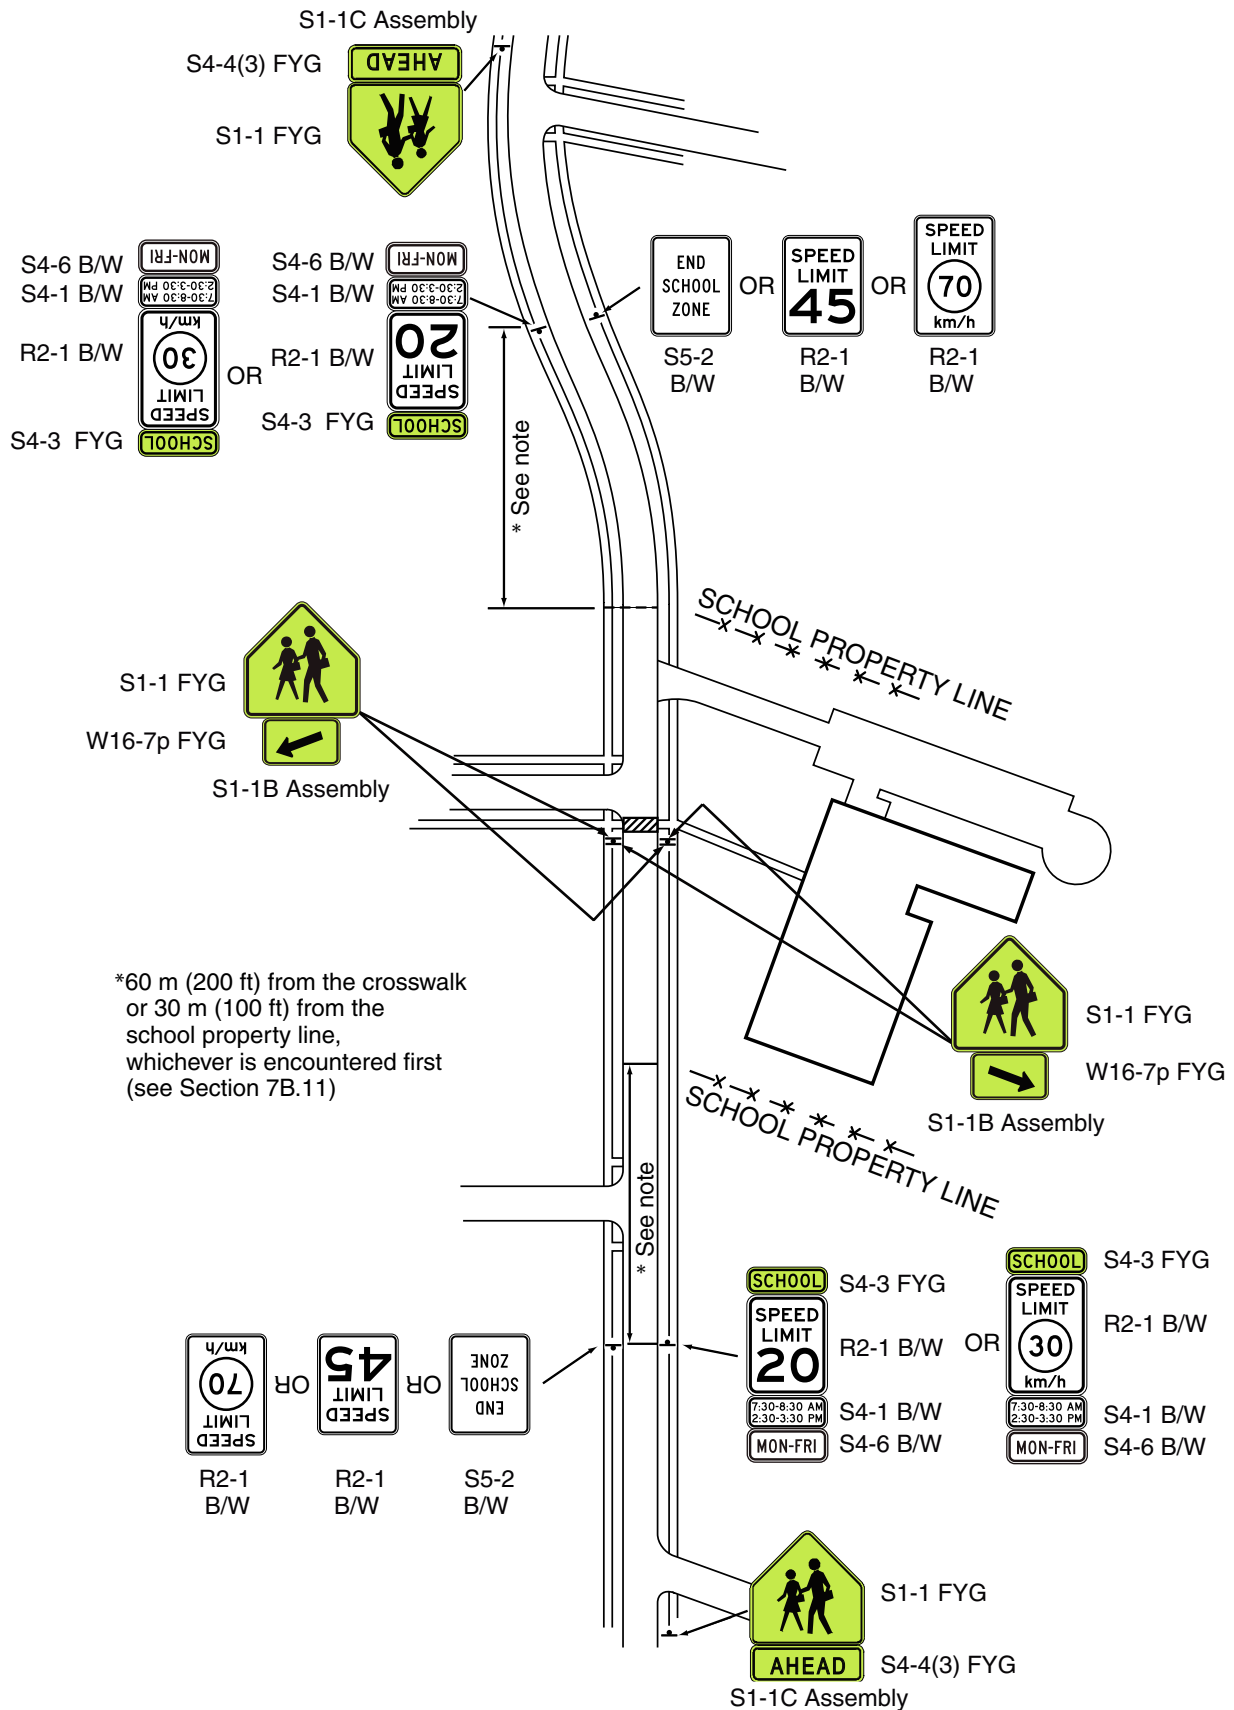 S1-1C Assembly
S4-4(3) FYG
AHEAD
S1-1 FYG
S4-6 B/W
MON-FRI
S4-1 B/W
7:30-8:30 AM
2:30-3:30 PM
R2-1 B/W
km/h
30
LIMIT
SPEED
S4-3 FYG
SCHOOL
OR
S4-6 B/W
MON-FRI
S4-1 B/W
7:30-8:30 AM
2:30-3:30 PM
R2-1 B/W
20
LIMIT
SPEED
S4-3 FYG
SCHOOL
END
SCHOOL
ZONE
S5-2
B/W
OR
SPEED
LIMIT
45
R2-1
B/W
OR
SPEED
LIMIT
70
km/h
R2-1
B/W
* See note
SCHOOL PROPERTY LINE
S1-1 FYG
W16-7p FYG
S1-1B Assembly
*60 m (200 ft) from the crosswalk
or 30 m (100 ft) from the
school property line,
whichever is encountered first
(see Section 7B.11)
S1-1 FYG
W16-7p FYG
S1-1B Assembly
SCHOOL PROPERTY LINE
* See note
SCHOOL
S4-3 FYG
SPEED
LIMIT
20
R2-1 B/W
7:30-8:30 AM
2:30-3:30 PM
S4-1 B/W
MON-FRI
S4-6 B/W
OR
SCHOOL
S4-3 FYG
SPEED
LIMIT
30
km/h
R2-1 B/W
7:30-8:30 AM
2:30-3:30 PM
S4-1 B/W
MON-FRI
S4-6 B/W
km/h
70
LIMIT
SPEED
R2-1
B/W
OR
45
LIMIT
SPEED
R2-1
B/W
OR
ZONE
SCHOOL
END
S5-2
B/W
S1-1 FYG
AHEAD
S4-4(3) FYG
S1-1C Assembly